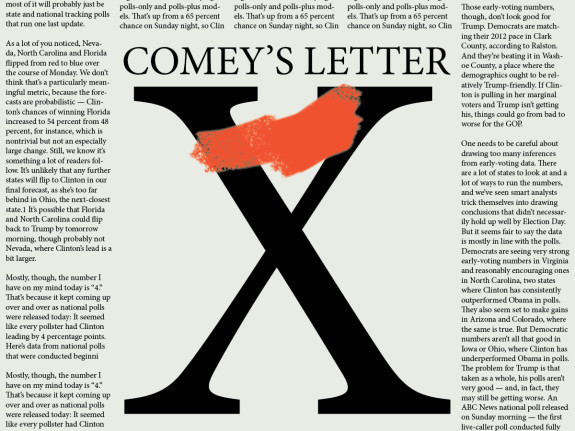 most of it will probably just be
state and national tracking polls
that run one last update.
As a lot of you noticed, Neva-
da, North Carolina and Florida
flipped from red to blue over
the course of Monday. We don't
think that's a particularly mean-
ingful metric, because the fore-
casts are probabilistic — Clin-
ton's chances of winning Florida
increased to 54 percent from 48
percent, for instance, which is
nontrivial but not an especially
large change. Still, we know it's
something a lot of readers fol-
low. It's unlikely that any further
states will flip to Clinton in our
final forecast, as she's too far
behind in Ohio, the next-closest
state.1 It's possible that Florida
and North Carolina could flip
back to Trump by tomorrow
morning, though probably not
Nevada, where Clinton's lead is a
bit larger.
Mostly, though, the number I
have on my mind today is "4."
That's because it kept coming up
over and over as national polls
were released today: It seemed
like every pollster had Clinton
leading by 4 percentage points.
Here's data from national polls
that were conducted beginni
Mostly, though, the number I
have on my mind today is "4."
That's because it kept coming up
over and over as national polls
were released today: It seemed
like every pollster had Clinton
polls-only and polls-plus mod-
els. That's up from a 65 percent
chance on Sunday night, so Clin
polls-only and polls-plus mod-
els. That's up from a 65 percent
chance on Sunday night, so Clin
polls-only and polls-plus mod-
els. That's up from a 65 percent
chance on Sunday night, so Clin
COMEY'S LETTER
X
Those early-voting numbers,
though, don't look good for
Trump. Democrats are match-
ing their 2012 pace in Clark
County, according to Ralston.
And they're beating it in Wash-
oe County, a place where the
demographics ought to be rel-
atively Trump-friendly. If Clin-
ton is pulling in her marginal
voters and Trump isn't getting
his, things could go from bad to
worse for the GOP.
One needs to be careful about
drawing too many inferences
from early-voting data. There
are a lot of states to look at and a
lot of ways to run the numbers,
and we've seen smart analysts
trick themselves into drawing
conclusions that didn't necessar-
ily hold up well by Election Day.
But it seems fair to say the data
is mostly in line with the polls.
Democrats are seeing very strong
early-voting numbers in Virginia
and reasonably encouraging ones
in North Carolina, two states
where Clinton has consistently
outperformed Obama in polls.
They also seem set to make gains
in Arizona and Colorado, where
the same is true. But Democratic
numbers aren't all that good in
Iowa or Ohio, where Clinton has
underperformed Obama in polls.
The problem for Trump is that
taken as a whole, his polls aren't
very good — and, in fact, they
may still be getting worse. An
ABC News national poll released
on Sunday morning — the first
live-caller poll conducted fully